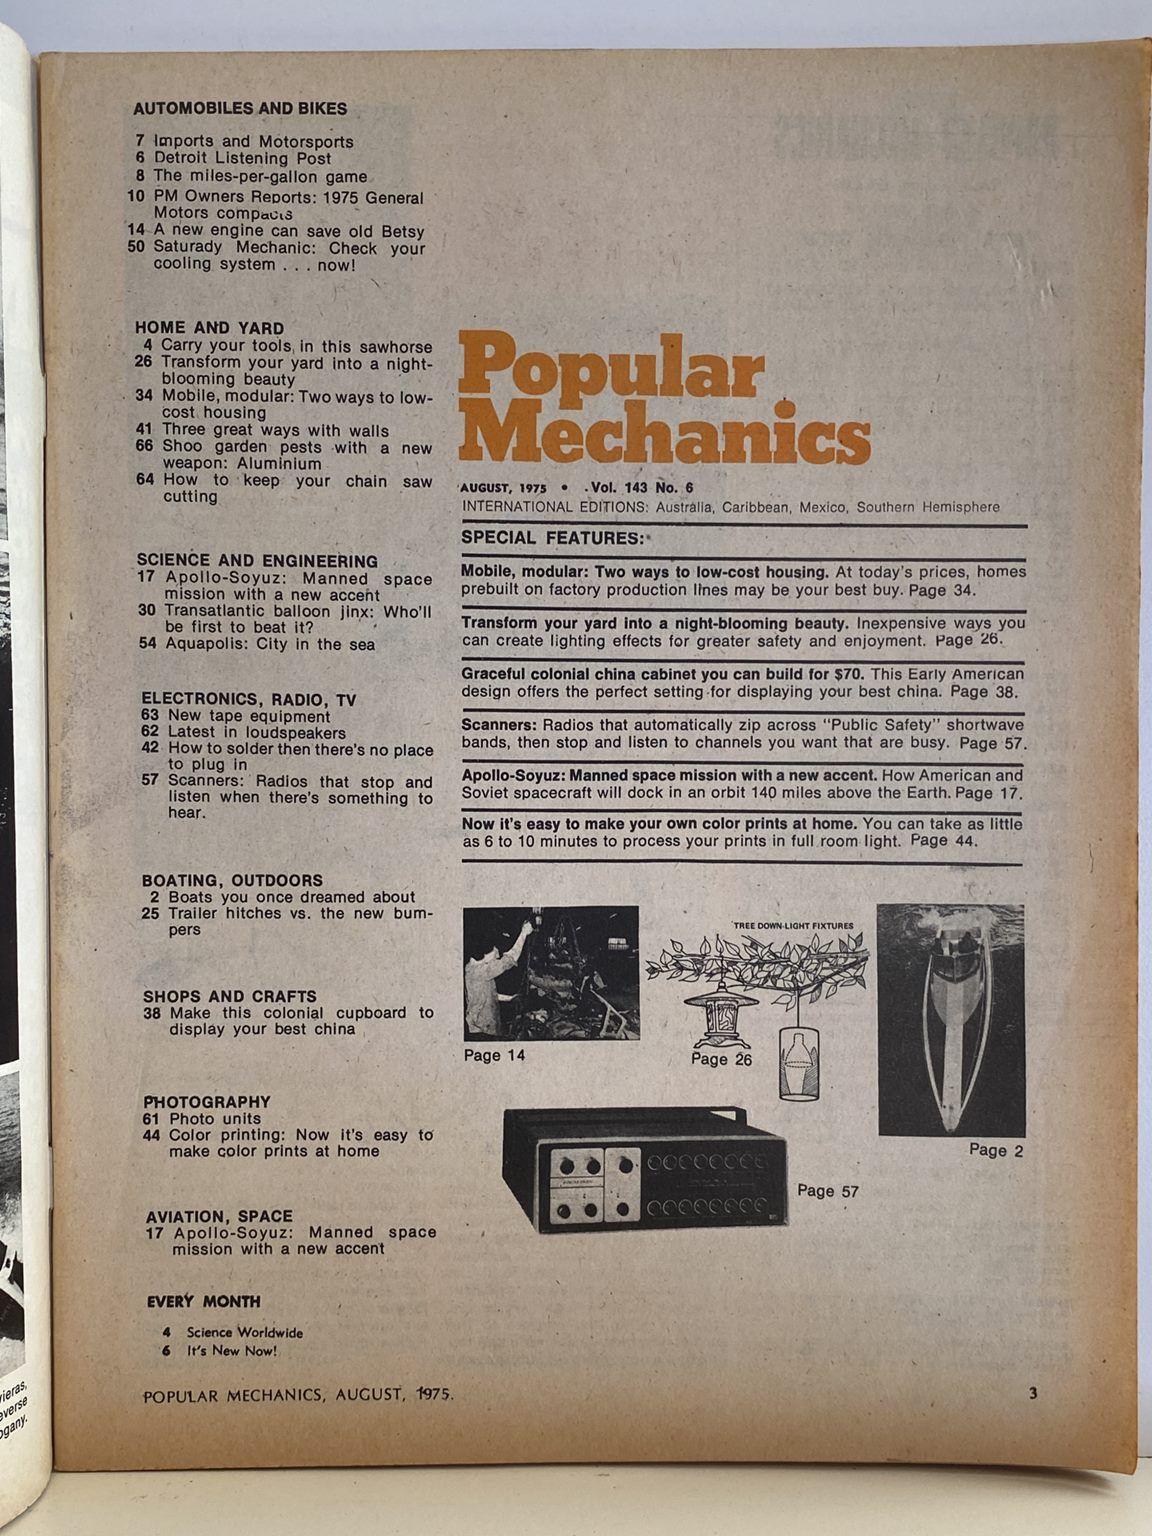 AUTOMOBILES AND BIKES
7 Imports and Motorsports
6 Detroit Listening Post
8 The miles-per-gallon game
10 PM Owners Reports: 1975 General
Motors compacts
14 A new engine can save old Betsy
50 Saturady Mechanic: Check your
cooling system . . . now!
HOME AND YARD
4 Carry your tools in this sawhorse
26 Transform your yard into a night-
blooming beauty
34 Mobile, modular: Two ways to low-
cost housing
41 Three great ways with walls
66 Shoo garden pests with a new
weapon: Aluminium
64 How to keep your chain saw
cutting
SCIENCE AND ENGINEERING
17 Apollo-Soyuz: Manned space
mission with a new accent
30 Transatlantic balloon jinx: Who'll
be first to beat it?
54 Aquapolis: City in the sea
ELECTRONICS, RADIO, TV
63 New tape equipment
62 Latest in loudspeakers
42 How to solder then there's no place
to plug in
57 Scanners: Radios that stop and
listen when there's something to
hear.
BOATING, OUTDOORS
2 Boats you once dreamed about
25 Trailer hitches vs. the new bum-
pers
SHOPS AND CRAFTS
38 Make this colonial cupboard to
display your best china
PHOTOGRAPHY
61 Photo units
44 Color printing: Now it's easy to
make color prints at home
AVIATION, SPACE
17 Apollo-Soyuz: Manned space
mission with a new accent
EVERY MONTH
4 Science Worldwide
6 It's New Now!
Popular
Mechanics
AUGUST, 1975 • Vol. 143 No. 6
INTERNATIONAL EDITIONS: Australia, Caribbean, Mexico, Southern Hemisphere
SPECIAL FEATURES:
Mobile, modular: Two ways to low-cost housing. At today's prices, homes
prebuilt on factory production lines may be your best buy. Page 34.
Transform your yard into a night-blooming beauty. Inexpensive ways you
can create lighting effects for greater safety and enjoyment. Page 26.
Graceful colonial china cabinet you can build for $70. This Early American
design offers the perfect setting for displaying your best china. Page 38.
Scanners: Radios that automatically zip across "Public Safety" shortwave
bands, then stop and listen to channels you want that are busy. Page 57.
Apollo-Soyuz: Manned space mission with a new accent. How American and
Soviet spacecraft will dock in an orbit 140 miles above the Earth. Page 17.
Now it's easy to make your own color prints at home. You can take as little
as 6 to 10 minutes to process your prints in full room light. Page 44.
TREE DOWN-LIGHT FIXTURES
Page 14
Page 26
Page 2
Page 57
POPULAR MECHANICS, AUGUST, 1975.
3